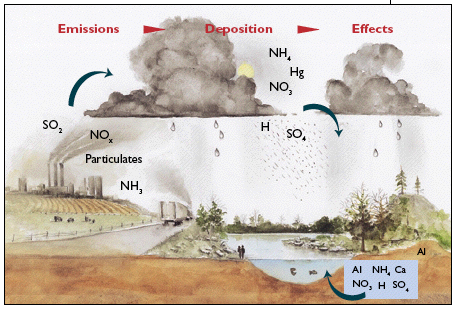 Emissions Deposition Effects
NH₄
Hg
NO₃
SO₂
NOₓ
H
SO₄
Particulates
NH₃
Al
Al NH₄ Ca
NO₃ H SO₄